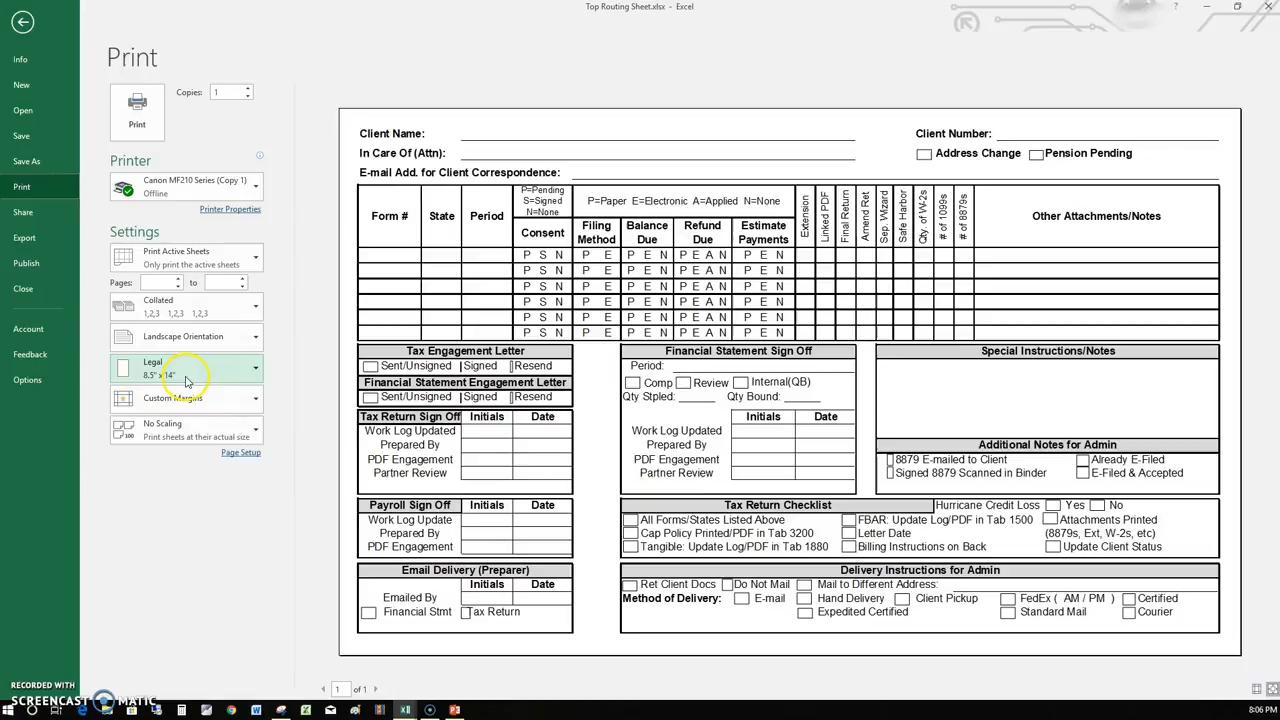 Top Routing Sheet.xlsx - Excel
?
Info
New
Open
Save
Save As
Print
Share
Export
Publish
Close
Account
Feedback
Options
Print
Print
Copies: 1
Printer
Canon MF210 Series (Copy 1)
Offline
Printer Properties
Settings
Print Active Sheets
Only print the active sheets
Pages: to
Collated
1,2,3 1,2,3 1,2,3
Landscape Orientation
Legal
8.5" x 14"
Custom Margins
No Scaling
100
Print sheets at their actual size
Page Setup
Client Name: Client Number:
In Care Of (Attn): Address Change Pension Pending
E-mail Add. for Client Correspondence:
Form # State Period
P=Pending
S=Signed
N=None
Consent
P=Paper E=Electronic A=Applied N=None
Filing Method
Balance Due
Refund Due
Estimate Payments
Extension
Linked PDF
Final Return
Amend Ret
Sep. Wizard
Safe Harbor
Qty. of W-2s
# of 1099s
# of 8879s
Other Attachments/Notes
P S N P E P E N P E A N P E N
P S N P E P E N P E A N P E N
P S N P E P E N P E A N P E N
P S N P E P E N P E A N P E N
P S N P E P E N P E A N P E N
P S N P E P E N P E A N P E N
Tax Engagement Letter
Sent/Unsigned Signed Resend
Financial Statement Engagement Letter
Sent/Unsigned Signed Resend
Tax Return Sign Off Initials Date
Work Log Updated
Prepared By
PDF Engagement
Partner Review
Financial Statement Sign Off
Period:
Comp Review Internal(QB)
Qty Stpled: Qty Bound:
Initials Date
Work Log Updated
Prepared By
PDF Engagement
Partner Review
Special Instructions/Notes
Additional Notes for Admin
8879 E-mailed to Client Already E-Filed
Signed 8879 Scanned in Binder E-Filed & Accepted
Payroll Sign Off Initials Date
Work Log Update
Prepared By
PDF Engagement
Tax Return Checklist Hurricane Credit Loss Yes No
All Forms/States Listed Above FBAR: Update Log/PDF in Tab 1500 Attachments Printed
Cap Policy Printed/PDF in Tab 3200 Letter Date (8879s, Ext, W-2s, etc)
Tangible: Update Log/PDF in Tab 1880 Billing Instructions on Back Update Client Status
Email Delivery (Preparer)
Initials Date
Emailed By
Financial Stmt Tax Return
Delivery Instructions for Admin
Ret Client Docs Do Not Mail Mail to Different Address:
Method of Delivery: E-mail Hand Delivery Client Pickup FedEx ( AM / PM ) Certified
Expedited Certified Standard Mail Courier
1 of 1
RECORDED WITH
SCREENCAST MATIC
8:06 PM